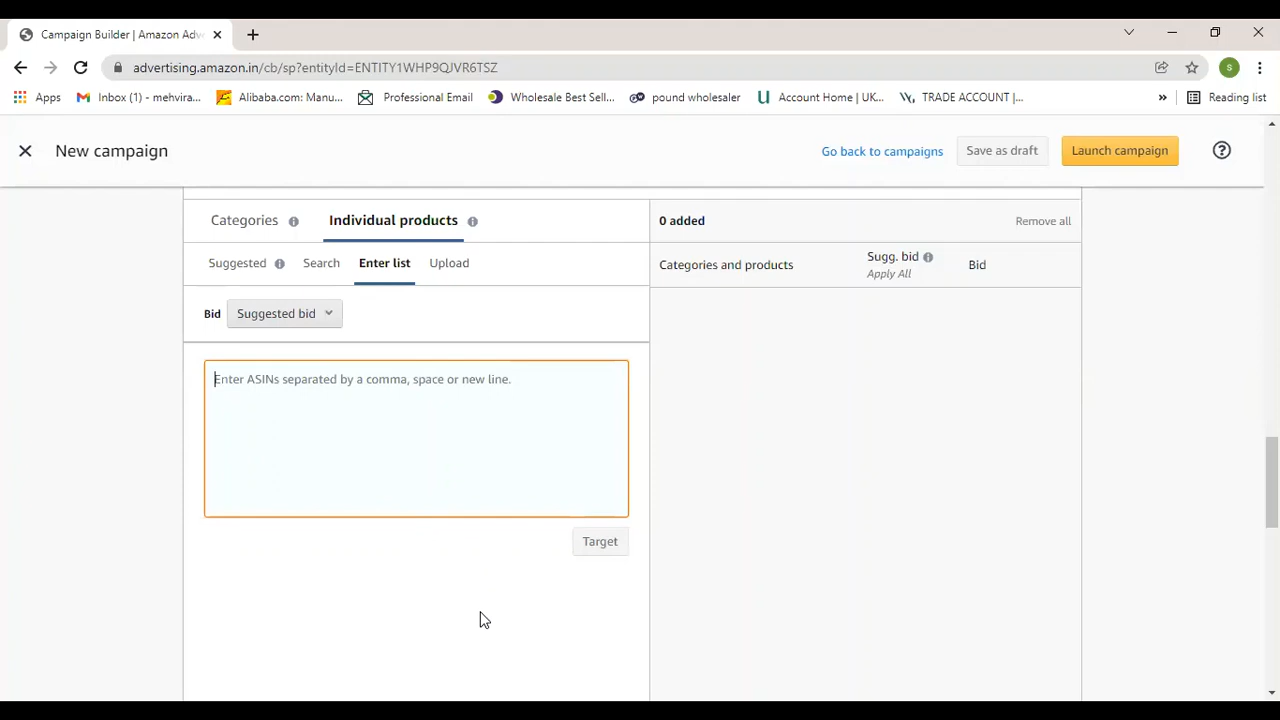 Campaign Builder | Amazon Adv
advertising.amazon.in/cb/sp?entityId=ENTITY1WHP9QJVR6TSZ
S
Apps
Inbox (1) - mehvira...
Alibaba.com: Manu...
Professional Email
Wholesale Best Sell...
pound wholesaler
Account Home | UK...
TRADE ACCOUNT |...
»
Reading list
New campaign
Go back to campaigns
Save as draft
Launch campaign
Categories
Individual products
0 added
Remove all
Suggested
Search
Enter list
Upload
Categories and products
Sugg. bid
Apply All
Bid
Bid
Suggested bid
Enter ASINs separated by a comma, space or new line.
Target